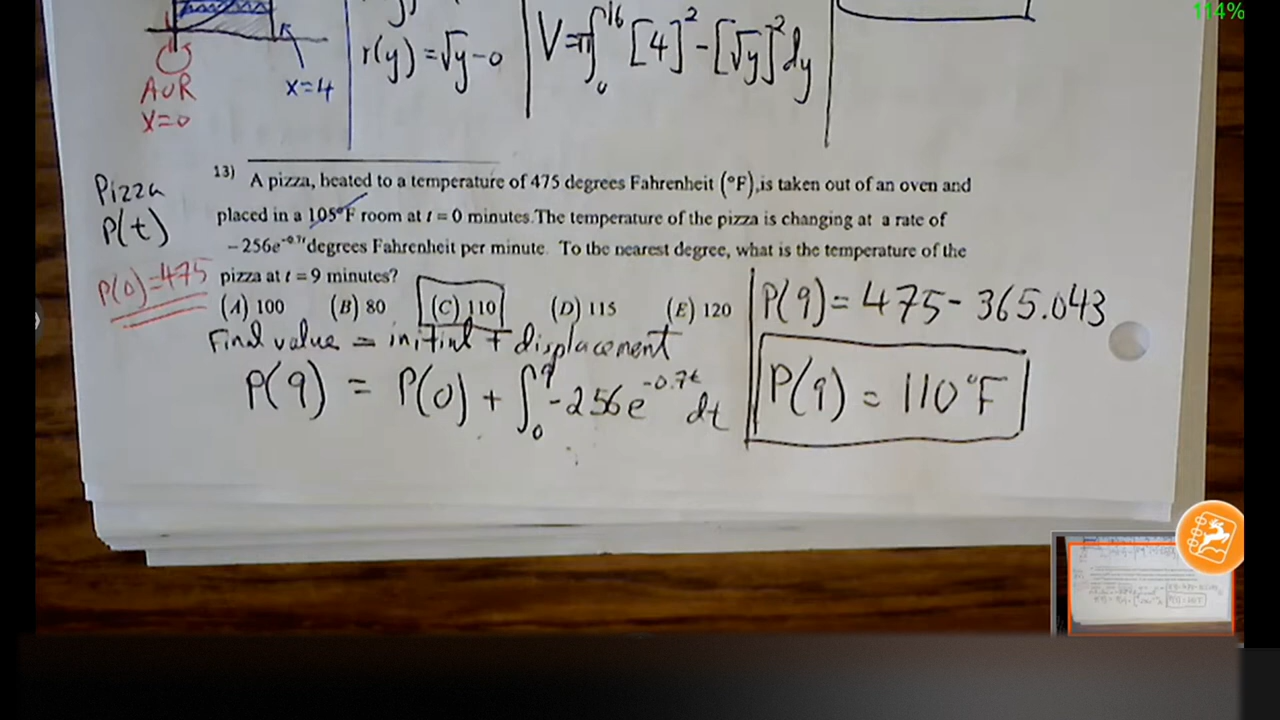 114%
r(y) = √y - 0
V = π∫₀¹⁶ [4]² - [√y]² dy
AOR
X=0
x=4
13) A pizza, heated to a temperature of 475 degrees Fahrenheit (°F), is taken out of an oven and
placed in a 105°F room at t = 0 minutes. The temperature of the pizza is changing at a rate of
-256e^-0.7t degrees Fahrenheit per minute. To the nearest degree, what is the temperature of the
pizza at t = 9 minutes?
(A) 100 (B) 80 (C) 110 (D) 115 (E) 120
Pizza
P(t)
P(0)=475
Final value = initial + displacement
P(9) = P(0) + ∫₀⁹ -256e^-0.7t dt
P(9) = 475 - 365.043
P(9) = 110°F